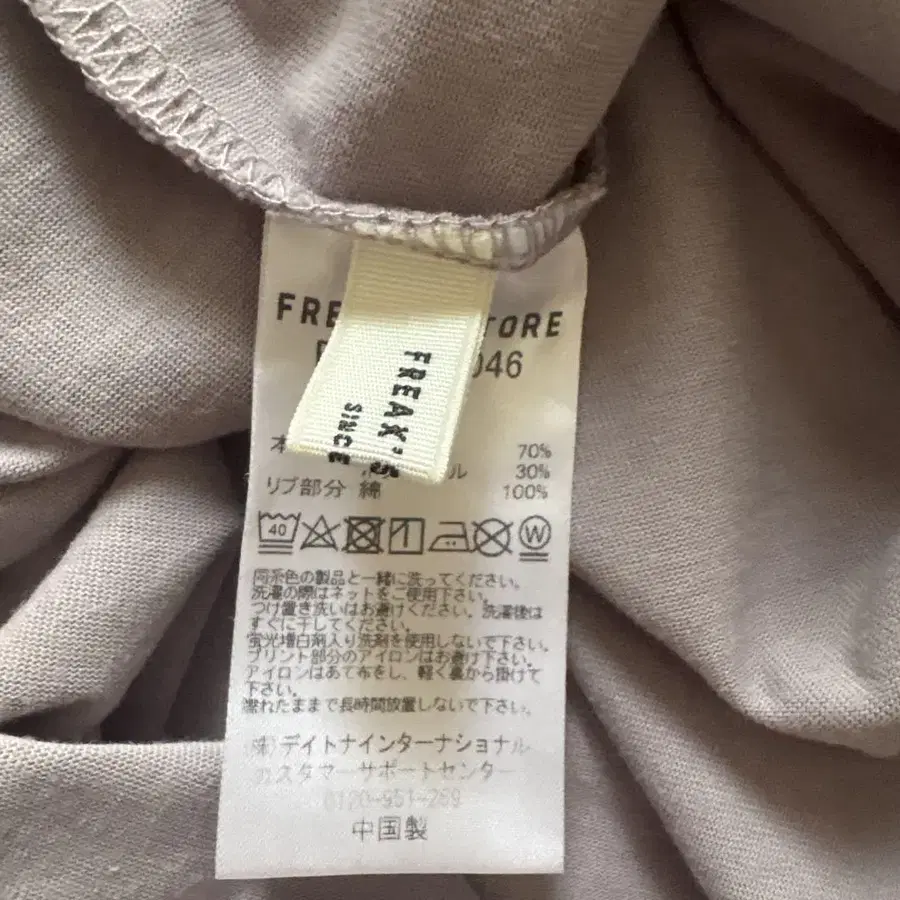 FRE TORE
046
FREAK'S
SINCE
本 70%
ル 30%
リブ部分 綿 100%
40
W
同系色の製品と一緒に洗ってください。
洗濯の際はネットをご使用下さい。
つけ置き洗いはお避けください。洗濯後は
すぐに干してください。
蛍光増白剤入り洗剤を使用しないで下さい。
プリント部分のアイロンはお避け下さい。
アイロンはあて布をし、軽く裏から掛けて
下さい。
濡れたままで長時間放置しないで下さい。
(株)デイトナインターナショナル
カスタマーサポートセンター
0120-951-269
中国製